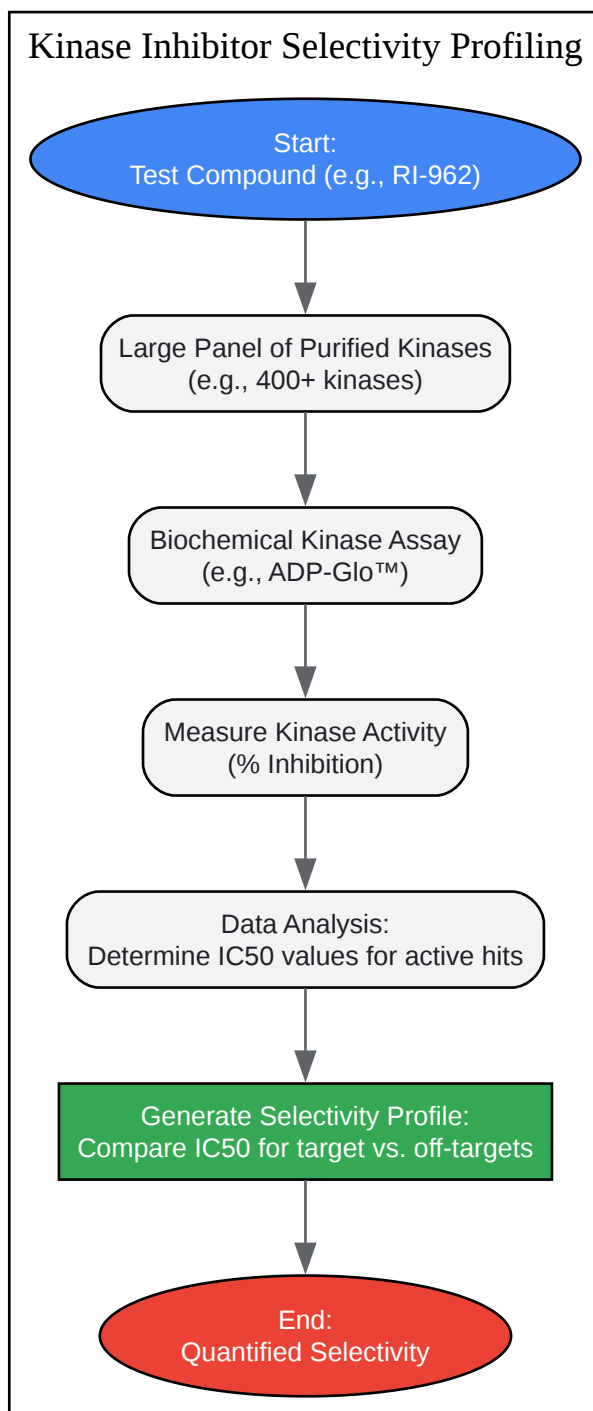 Kinase Inhibitor Selectivity Profiling
Start:
Test Compound (e.g., RI-962)
Large Panel of Purified Kinases
(e.g., 400+ kinases)
Biochemical Kinase Assay
(e.g., ADP-Glo™)
Measure Kinase Activity
(% Inhibition)
Data Analysis:
Determine IC50 values for active hits
Generate Selectivity Profile:
Compare IC50 for target vs. off-targets
End:
Quantified Selectivity